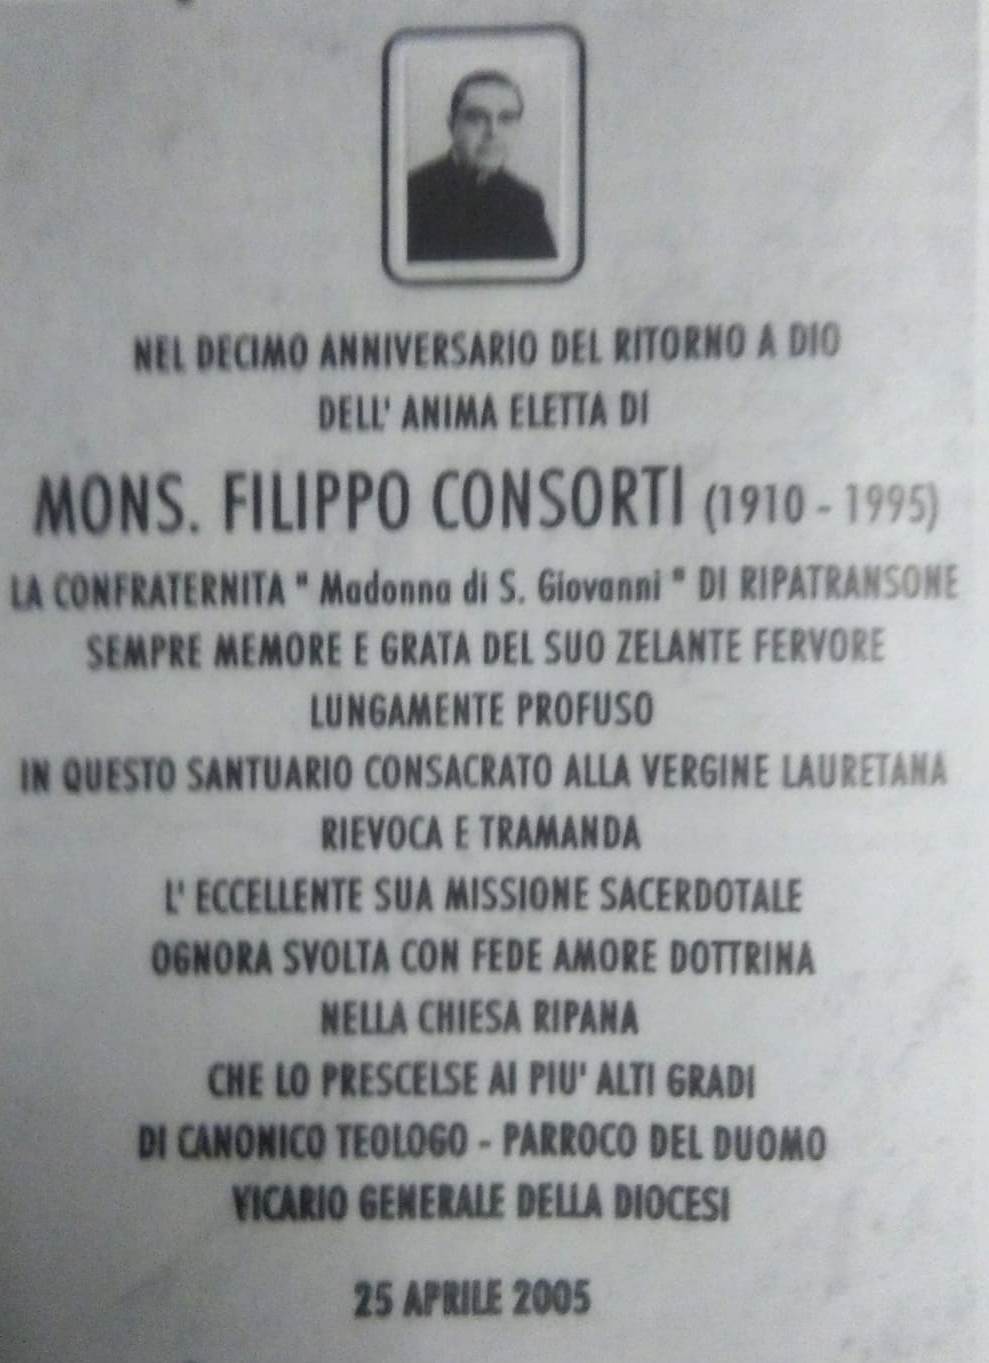 NEL DECIMO ANNIVERSARIO DEL RITORNO A DIO
DELL' ANIMA ELETTA DI
MONS. FILIPPO CONSORTI (1910 - 1995)
LA CONFRATERNITA " Madonna di S. Giovanni " DI RIPATRANSONE
SEMPRE MEMORE E GRATA DEL SUO ZELANTE FERVORE
LUNGAMENTE PROFUSO
IN QUESTO SANTUARIO CONSACRATO ALLA VERGINE LAURETANA
RIEVOCA E TRAMANDA
L' ECCELLENTE SUA MISSIONE SACERDOTALE
OGNORA SVOLTA CON FEDE AMORE DOTTRINA
NELLA CHIESA RIPANA
CHE LO PRESCELSE AI PIU' ALTI GRADI
DI CANONICO TEOLOGO - PARROCO DEL DUOMO
VICARIO GENERALE DELLA DIOCESI
25 APRILE 2005